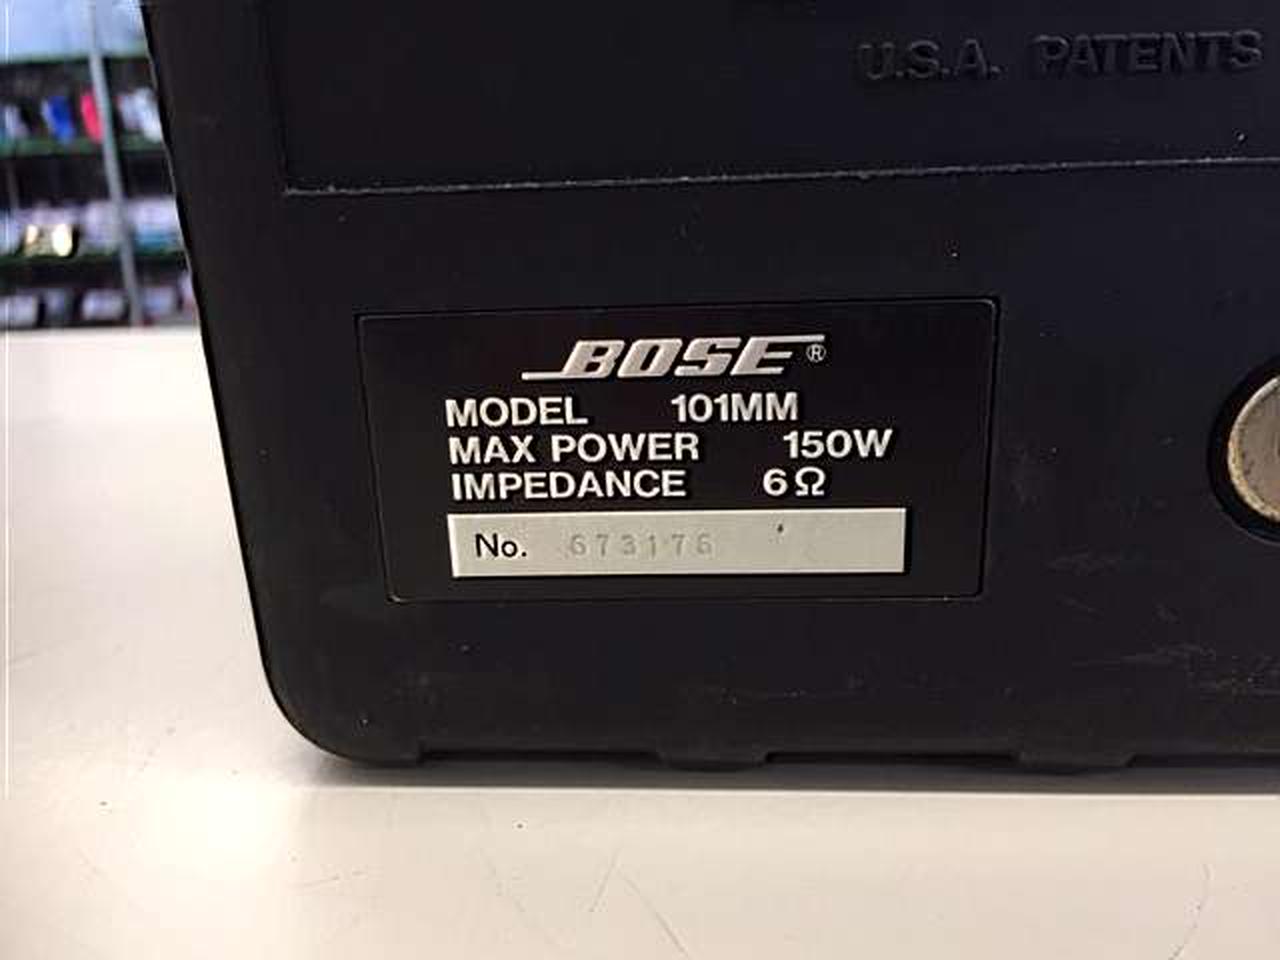 U.S.A. PATENTS
BOSE®
MODEL 101MM
MAX POWER 150W
IMPEDANCE 6Ω
No. 673176